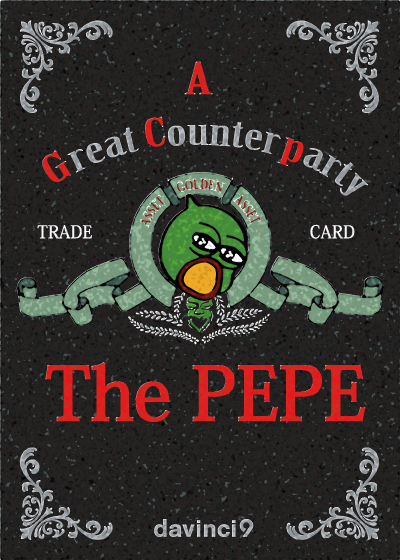 A
Great Counterparty
ASSET GOLDEN ASSET
TRADE CARD
The PEPE
davinci9